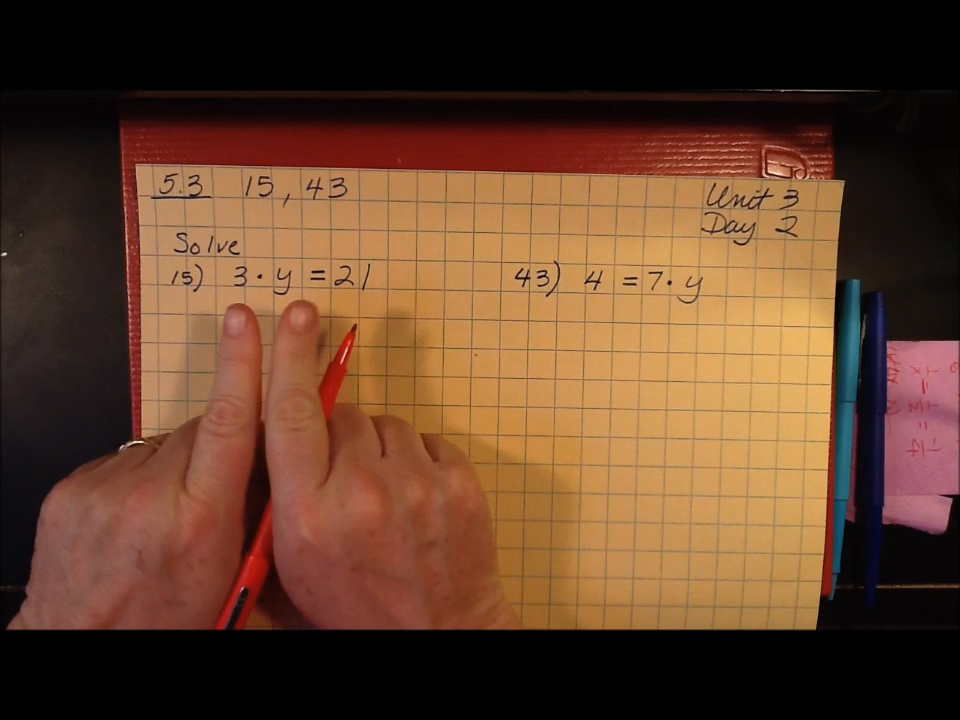 5.3 15, 43
Unit 3
Day 2
Solve
15) 3 · y = 21
43) 4 = 7 · y